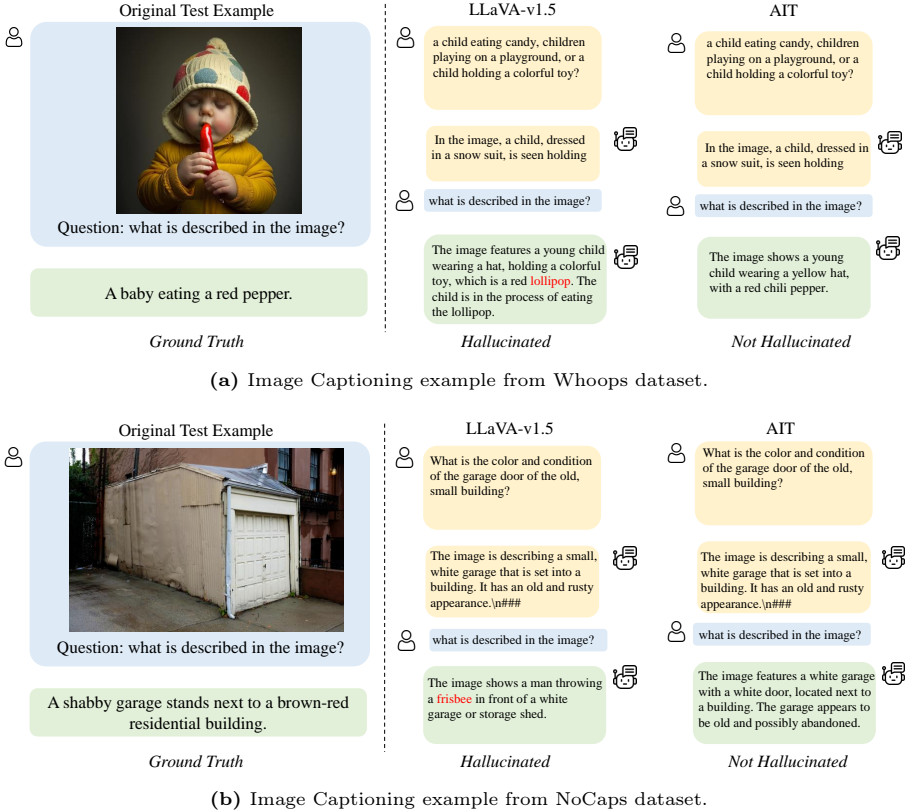 Original Test Example
Question: what is described in the image?
A baby eating a red pepper.
Ground Truth
LLaVA-v1.5
a child eating candy, children
playing on a playground, or a
child holding a colorful toy?
In the image, a child, dressed
in a snow suit, is seen holding
what is described in the image?
The image features a young child
wearing a hat, holding a colorful
toy, which is a red lollipop. The
child is in the process of eating
the lollipop.
Hallucinated
AIT
a child eating candy, children
playing on a playground, or a
child holding a colorful toy?
In the image, a child, dressed in
a snow suit, is seen holding
what is described in the image?
The image shows a young
child wearing a yellow hat,
with a red chili pepper.
Not Hallucinated
(a) Image Captioning example from Whoops dataset.
Original Test Example
Question: what is described in the image?
A shabby garage stands next to a brown-red
residential building.
Ground Truth
LLaVA-v1.5
What is the color and condition
of the garage door of the old,
small building?
The image is describing a small,
white garage that is set into a
building. It has an old and rusty
appearance.\n###
what is described in the image?
The image shows a man throwing
a frisbee in front of a white
garage or storage shed.
Hallucinated
AIT
What is the color and condition
of the garage door of the old,
small building?
The image is describing a small,
white garage that is set into a
building. It has an old and rusty
appearance.\n###
what is described in the image?
The image features a white garage
with a white door, located next to
a building. The garage appears to
be old and possibly abandoned.
Not Hallucinated
(b) Image Captioning example from NoCaps dataset.